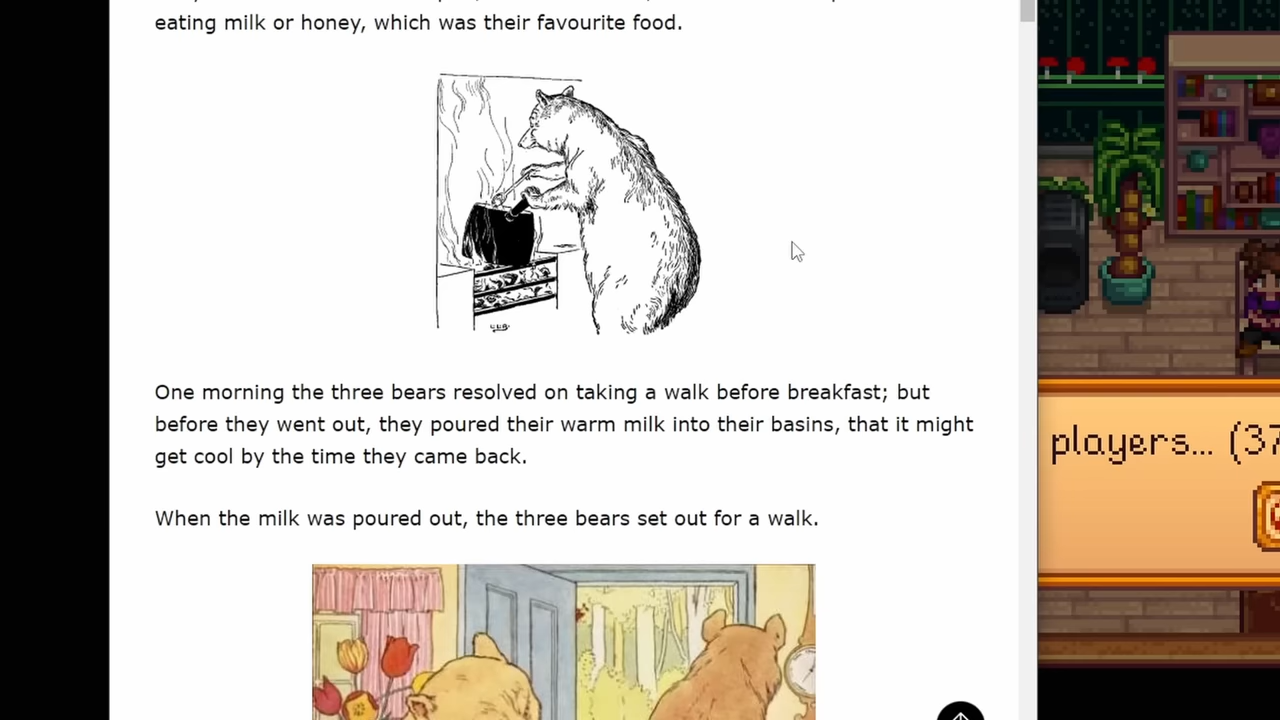 eating milk or honey, which was their favourite food.
One morning the three bears resolved on taking a walk before breakfast; but
before they went out, they poured their warm milk into their basins, that it might
get cool by the time they came back.
When the milk was poured out, the three bears set out for a walk.
players... (37